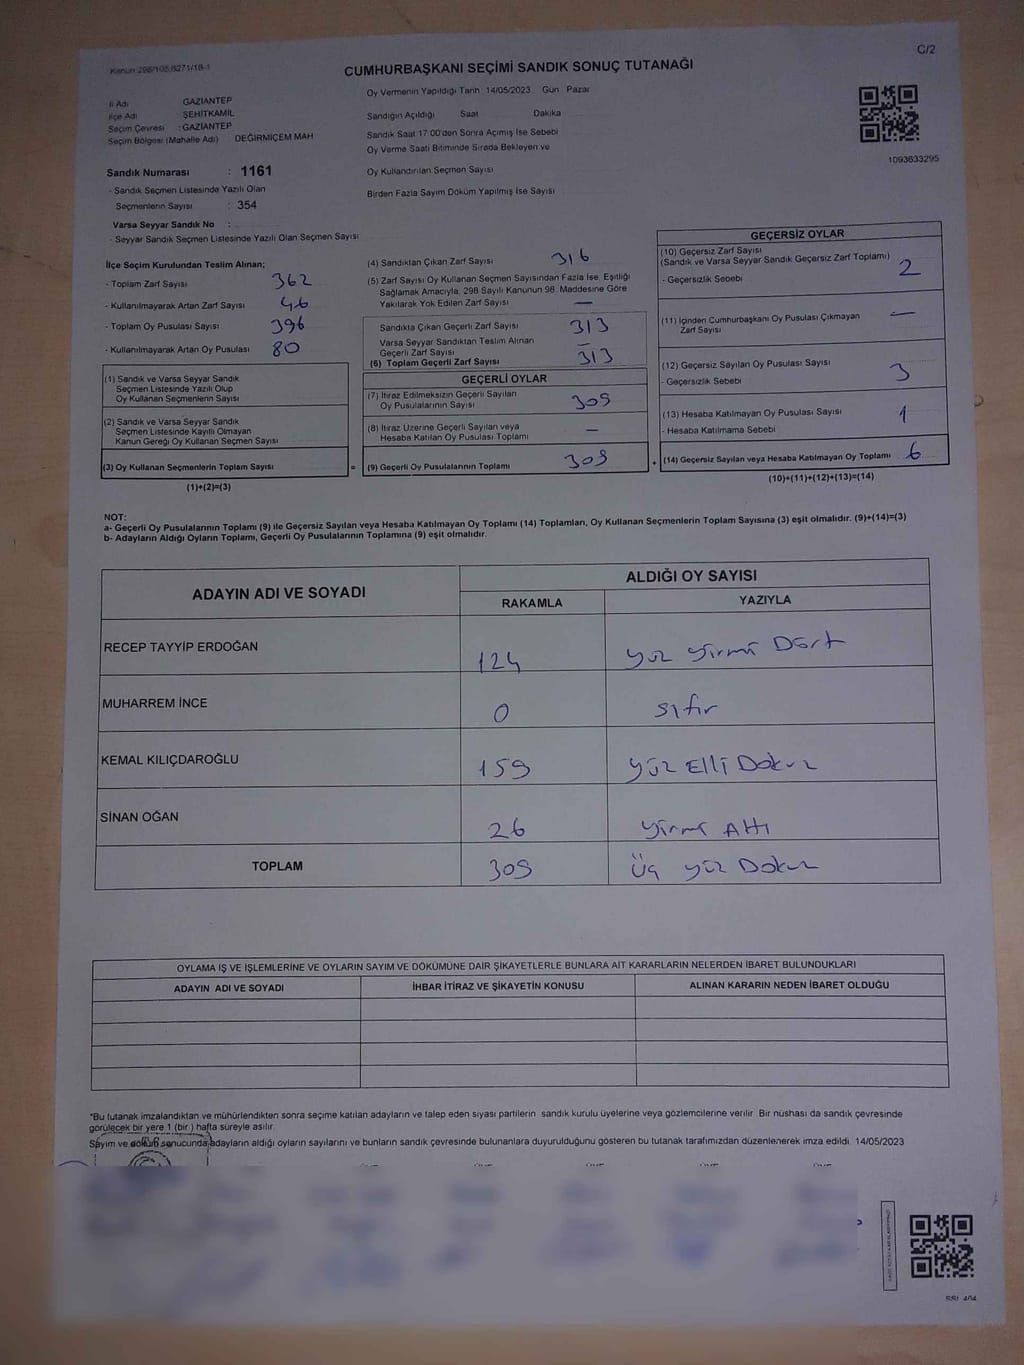 C/2
Kanun 298/105,6271/18-1
CUMHURBAŞKANI SEÇİMİ SANDIK SONUÇ TUTANAĞI
İl Adı GAZİANTEP
İlçe Adı ŞEHİTKAMİL
Seçim Çevresi : GAZİANTEP
Seçim Bölgesi (Mahalle Adı) DEĞİRMİÇEM MAH
Sandık Numarası : 1161
- Sandık Seçmen Listesinde Yazılı Olan
Seçmenlerin Sayısı : 354
Varsa Seyyar Sandık No :
- Seyyar Sandık Seçmen Listesinde Yazılı Olan Seçmen Sayısı
Oy Vermenin Yapıldığı Tarih 14/05/2023 Gün Pazar
Sandığın Açıldığı Saat Dakika
Sandık Saat 17:00'den Sonra Açılmış İse Sebebi
Oy Verme Saati Bitiminde Sırada Bekleyen ve
Oy Kullandırılan Seçmen Sayısı
Birden Fazla Sayım Döküm Yapılmış İse Sayısı
1093633295
İlçe Seçim Kurulundan Teslim Alınan;
- Toplam Zarf Sayısı 362
- Kullanılmayarak Artan Zarf Sayısı 46
- Toplam Oy Pusulası Sayısı 396
- Kullanılmayarak Artan Oy Pusulası 80
(1) Sandık ve Varsa Seyyar Sandık
Seçmen Listesinde Yazılı Olup
Oy Kullanan Seçmenlerin Sayısı
(2) Sandık ve Varsa Seyyar Sandık
Seçmen Listesinde Kayıtlı Olmayan
Kanun Gereği Oy Kullanan Seçmen Sayısı
(3) Oy Kullanan Seçmenlerin Toplam Sayısı =
(1)+(2)=(3)
(4) Sandıktan Çıkan Zarf Sayısı 316
(5) Zarf Sayısı Oy Kullanan Seçmen Sayısından Fazla İse, Eşitliği
Sağlamak Amacıyla, 298 Sayılı Kanunun 98. Maddesine Göre
Yakılarak Yok Edilen Zarf Sayısı —
Sandıkta Çıkan Geçerli Zarf Sayısı 313
Varsa Seyyar Sandıktan Teslim Alınan
Geçerli Zarf Sayısı —
(6) Toplam Geçerli Zarf Sayısı 313
GEÇERLİ OYLAR
(7) İtiraz Edilmeksizin Geçerli Sayılan
Oy Pusulalarının Sayısı 309
(8) İtiraz Üzerine Geçerli Sayılan veya
Hesaba Katılan Oy Pusulası Toplamı —
(9) Geçerli Oy Pusulalarının Toplamı 309 +
GEÇERSİZ OYLAR
(10) Geçersiz Zarf Sayısı
(Sandık ve Varsa Seyyar Sandık Geçersiz Zarf Toplamı) 2
- Geçersizlik Sebebi
(11) İçinden Cumhurbaşkanı Oy Pusulası Çıkmayan
Zarf Sayısı —
(12) Geçersiz Sayılan Oy Pusulası Sayısı 3
- Geçersizlik Sebebi
(13) Hesaba Katılmayan Oy Pusulası Sayısı 1
- Hesaba Katılmama Sebebi
(14) Geçersiz Sayılan veya Hesaba Katılmayan Oy Toplamı 6
(10)+(11)+(12)+(13)=(14)
NOT:
a- Geçerli Oy Pusulalarının Toplamı (9) ile Geçersiz Sayılan veya Hesaba Katılmayan Oy Toplamı (14) Toplamları, Oy Kullanan Seçmenlerin Toplam Sayısına (3) eşit olmalıdır. (9)+(14)=(3)
b- Adayların Aldığı Oyların Toplamı, Geçerli Oy Pusulalarının Toplamına (9) eşit olmalıdır.
ADAYIN ADI VE SOYADI ALDIĞI OY SAYISI
RAKAMLA YAZIYLA
RECEP TAYYİP ERDOĞAN 124 yüz yirmi Dört
MUHARREM İNCE 0 sıfır
KEMAL KILIÇDAROĞLU 159 yüz Elli Dokuz
SİNAN OĞAN 26 yirmi Altı
TOPLAM 309 Üç yüz Dokuz
OYLAMA İŞ VE İŞLEMLERİNE VE OYLARIN SAYIM VE DÖKÜMÜNE DAİR ŞİKAYETLERLE BUNLARA AİT KARARLARIN NELERDEN İBARET BULUNDUKLARI
ADAYIN ADI VE SOYADI İHBAR İTİRAZ VE ŞİKAYETİN KONUSU ALINAN KARARIN NEDEN İBARET OLDUĞU
*Bu tutanak imzalandıktan ve mühürlendikten sonra seçime katılan adayların ve talep eden siyasi partilerin sandık kurulu üyelerine veya gözlemcilerine verilir. Bir nüshası da sandık çevresinde
görülecek bir yere 1 (bir) hafta süreyle asılır.
Sayım ve döküm sonucunda adayların aldığı oyların sayılarını ve bunların sandık çevresinde bulunanlara duyurulduğunu gösteren bu tutanak tarafımızdan düzenlenerek imza edildi. 14/05/2023